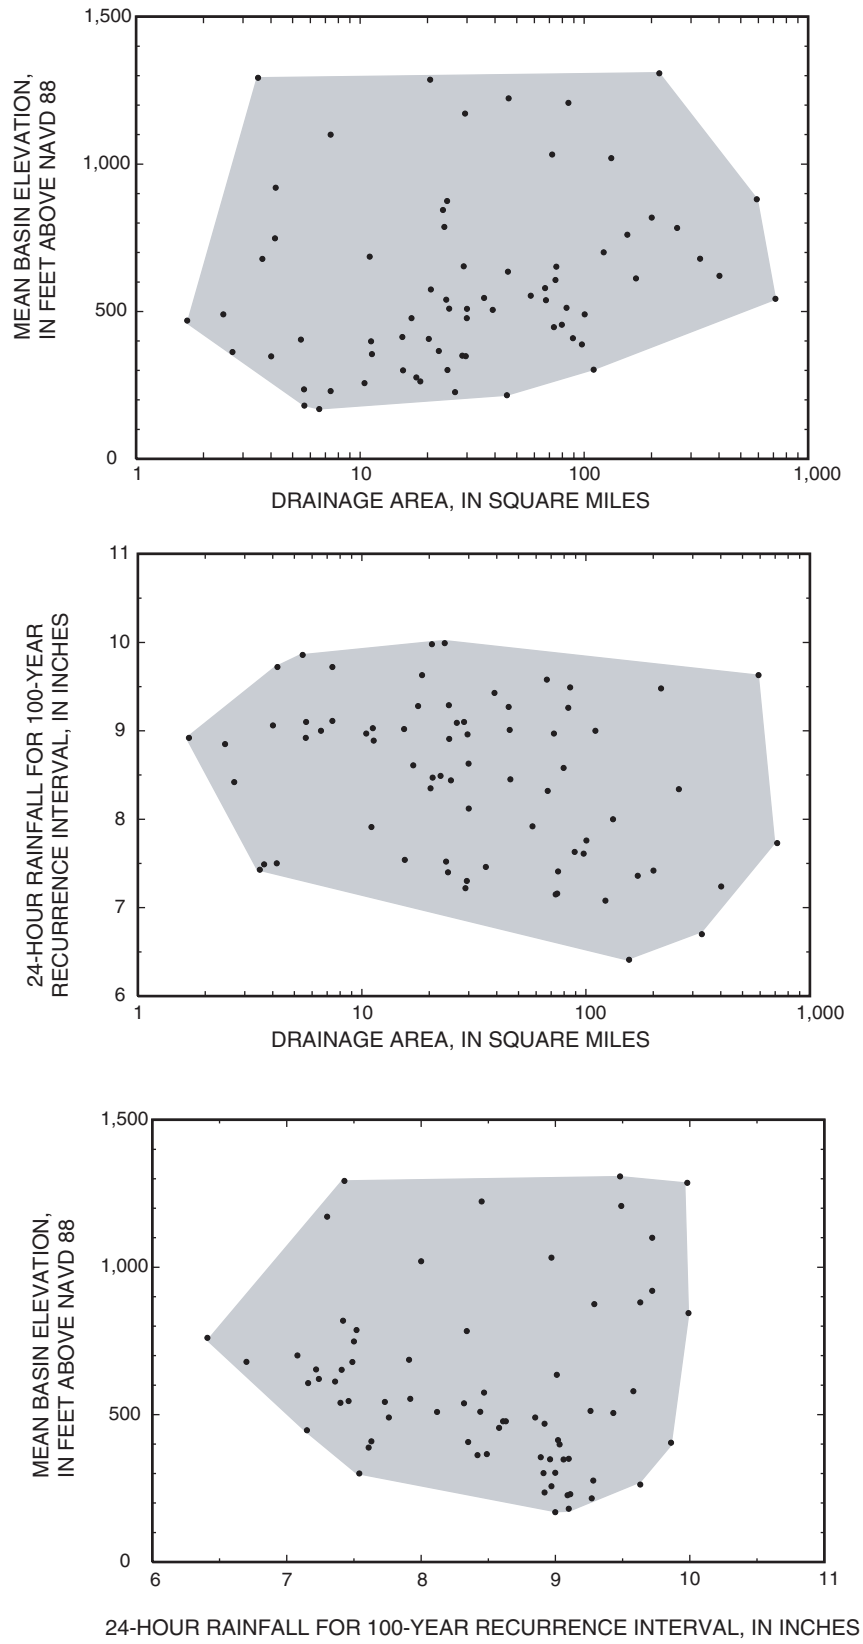 MEAN BASIN ELEVATION,
IN FEET ABOVE NAVD 88
1,500
1,000
500
0
1 10 100 1,000
DRAINAGE AREA, IN SQUARE MILES
24-HOUR RAINFALL FOR 100-YEAR
RECURRENCE INTERVAL, IN INCHES
11
10
9
8
7
6
1 10 100 1,000
DRAINAGE AREA, IN SQUARE MILES
MEAN BASIN ELEVATION,
IN FEET ABOVE NAVD 88
1,500
1,000
500
0
6 7 8 9 10 11
24-HOUR RAINFALL FOR 100-YEAR RECURRENCE INTERVAL, IN INCHES